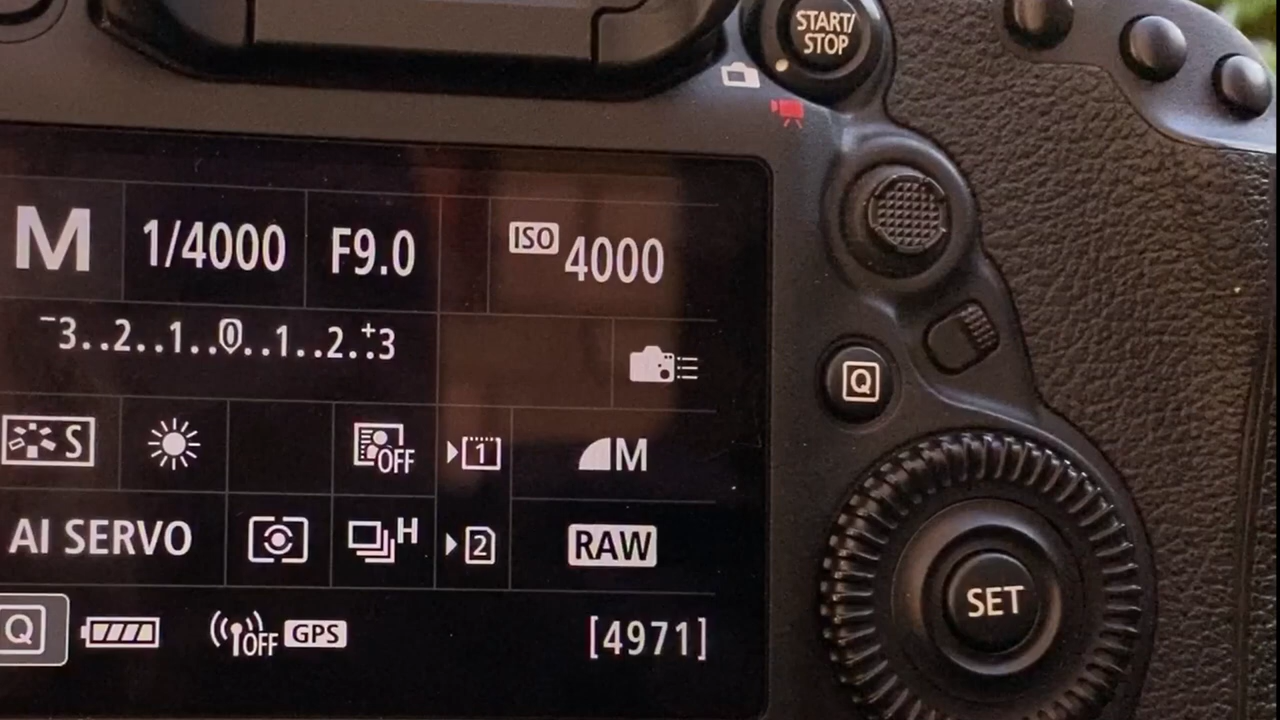 START/
STOP
M 1/4000 F9.0 ISO 4000
-3..2..1..0..1..2..+3
S OFF 1 M
AI SERVO H 2 RAW
Q OFF GPS [4971]
Q
SET